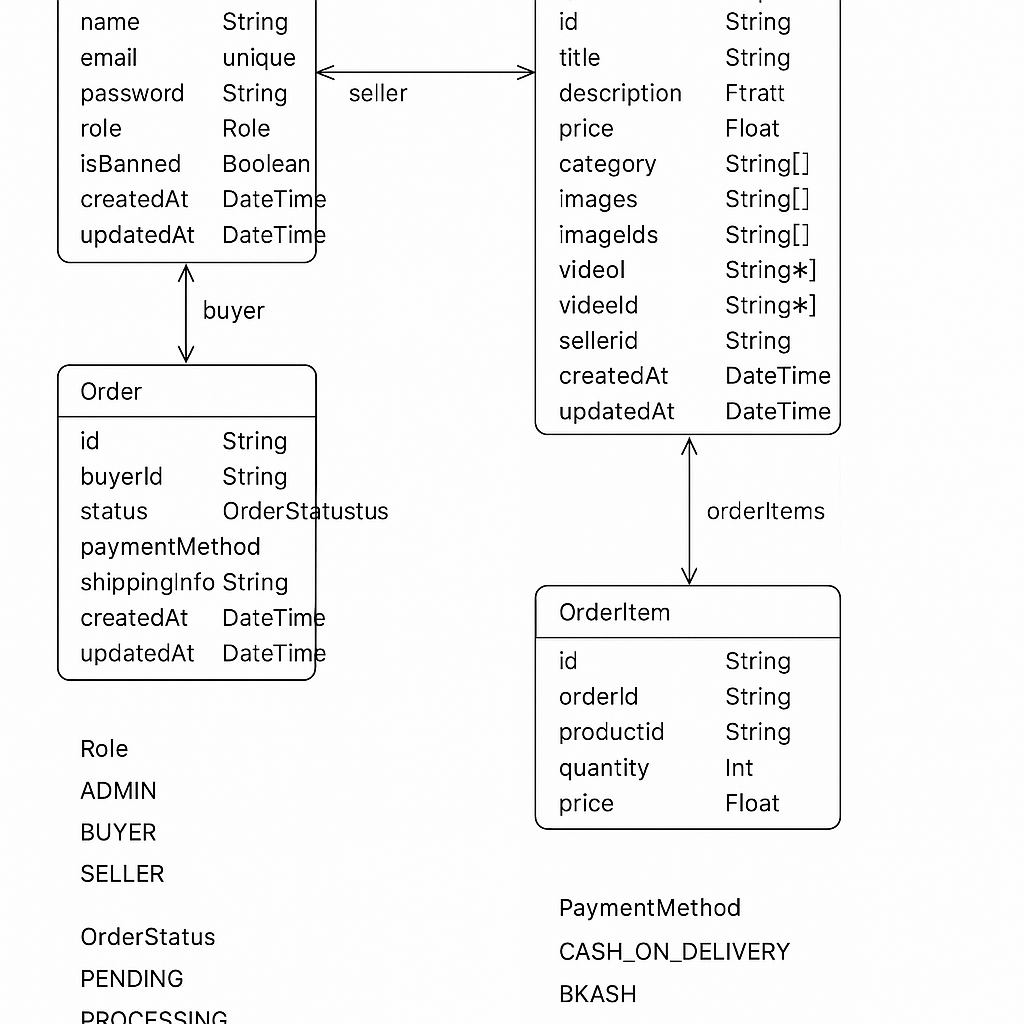 name String
email unique
password String
role Role
isBanned Boolean
createdAt DateTime
updatedAt DateTime
seller
id String
title String
description Ftratt
price Float
category String[]
images String[]
imageIds String[]
videoI String*]
videeId String*]
sellerid String
createdAt DateTime
updatedAt DateTime
buyer
Order
id String
buyerId String
status OrderStatustus
paymentMethod
shippingInfo String
createdAt DateTime
updatedAt DateTime
orderItems
OrderItem
id String
orderId String
productid String
quantity Int
price Float
Role
ADMIN
BUYER
SELLER
OrderStatus
PENDING
PROCESSING
PaymentMethod
CASH_ON_DELIVERY
BKASH